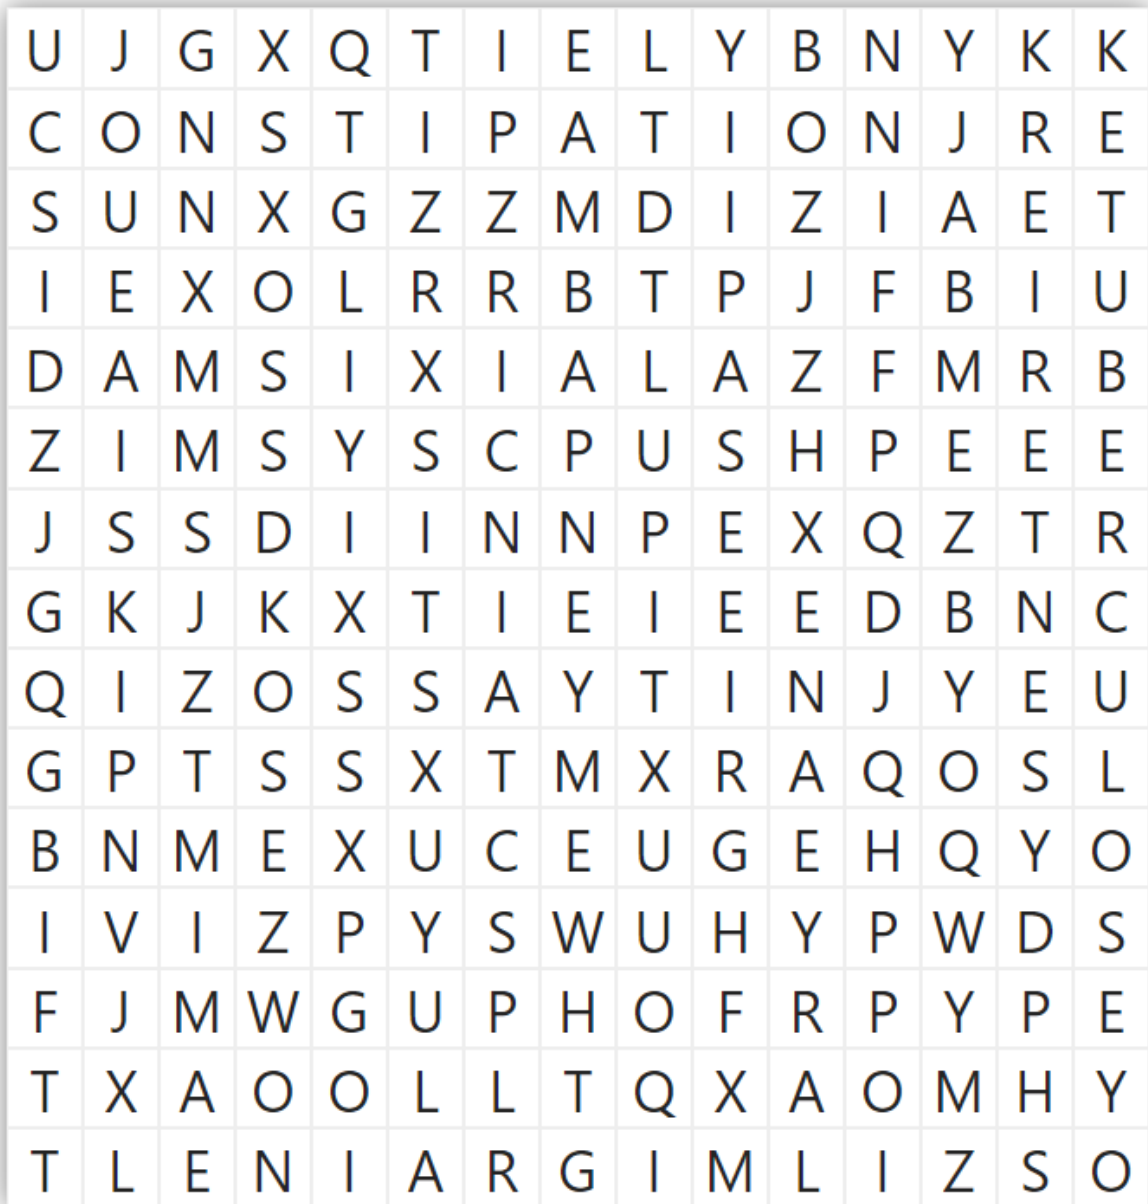 U J G X Q T I E L Y B N Y K K
C O N S T I P A T I O N J R E
S U N X G Z Z M D I Z I A E T
I E X O L R R B T P J F B I U
D A M S I X I A L A Z F M R B
Z I M S Y S C P U S H P E E E
J S S D I I N N P E X Q Z T R
G K J K X T I E I E E D B N C
Q I Z O S S A Y T I N J Y E U
G P T S S X T M X R A Q O S L
B N M E X U C E U G E H Q Y O
I V I Z P Y S W U H Y P W D S
F J M W G U P H O F R P Y P E
T X A O O L L T Q X A O M H Y
T L E N I A R G I M L I Z S O